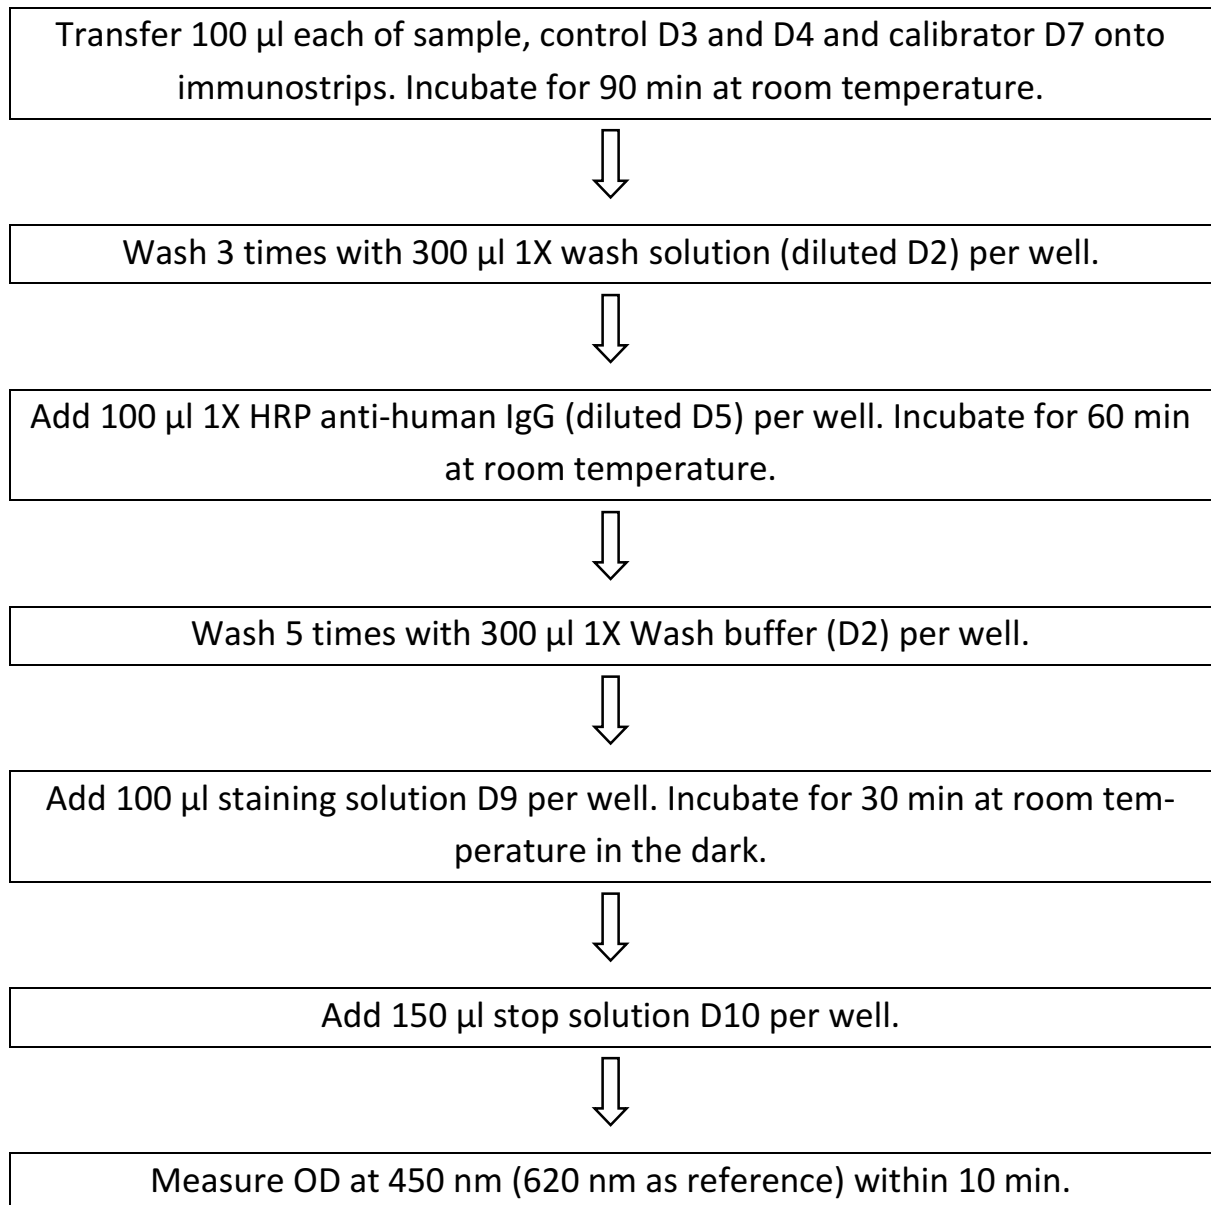 Transfer 100 µl each of sample, control D3 and D4 and calibrator D7 onto
immunostrips. Incubate for 90 min at room temperature.
Wash 3 times with 300 µl 1X wash solution (diluted D2) per well.
Add 100 µl 1X HRP anti-human IgG (diluted D5) per well. Incubate for 60 min
at room temperature.
Wash 5 times with 300 µl 1X Wash buffer (D2) per well.
Add 100 µl staining solution D9 per well. Incubate for 30 min at room tem-
perature in the dark.
Add 150 µl stop solution D10 per well.
Measure OD at 450 nm (620 nm as reference) within 10 min.